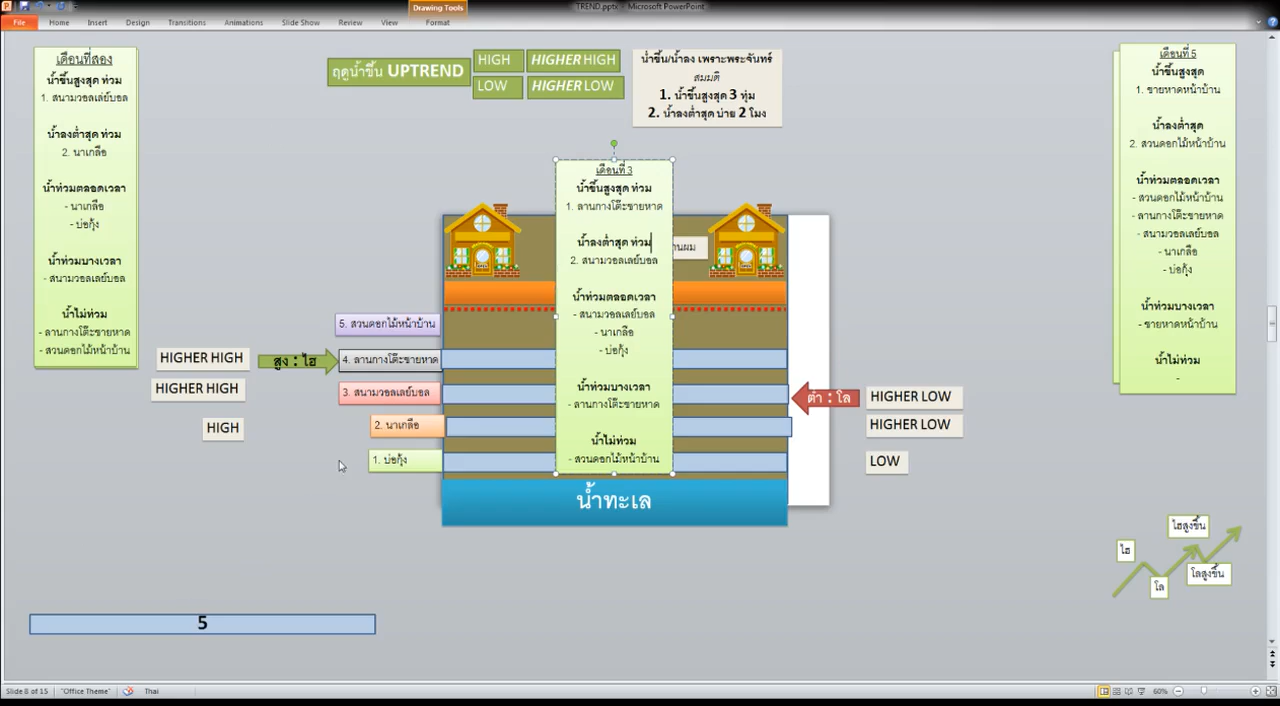 Drawing Tools
TREND.pptx - Microsoft PowerPoint
File Home Insert Design Transitions Animations Slide Show Review View Format
เดือนที่สอง
น้ำขึ้นสูงสุด ท่วม
1. สนามวอลเล่ย์บอล
น้ำลงต่ำสุด ท่วม
2. นาเกลือ
น้ำท่วมตลอดเวลา
- นาเกลือ
- บ่อกุ้ง
น้ำท่วมบางเวลา
- สนามวอลเลย์บอล
น้ำไม่ท่วม
- ลานกางโต๊ะชายหาด
- สวนดอกไม้หน้าบ้าน
ฤดูน้ำขึ้น UPTREND
HIGH HIGHER HIGH
LOW HIGHER LOW
น้ำขึ้น/น้ำลง เพราะพระจันทร์
สมมติ
1. น้ำขึ้นสูงสุด 3 ทุ่ม
2. น้ำลงต่ำสุด บ่าย 2 โมง
เดือนที่ 5
น้ำขึ้นสูงสุด
1. ชายหาดหน้าบ้าน
น้ำลงต่ำสุด
2. สวนดอกไม้หน้าบ้าน
น้ำท่วมตลอดเวลา
- สวนดอกไม้หน้าบ้าน
- ลานกางโต๊ะชายหาด
- สนามวอลเลย์บอล
- นาเกลือ
- บ่อกุ้ง
น้ำท่วมบางเวลา
- ชายหาดหน้าบ้าน
น้ำไม่ท่วม
-
เดือนที่ 3
น้ำขึ้นสูงสุด ท่วม
1. ลานกางโต๊ะชายหาด
น้ำลงต่ำสุด ท่วม
2. สนามวอลเลย์บอล
น้ำท่วมตลอดเวลา
- สนามวอลเลย์บอล
- นาเกลือ
- บ่อกุ้ง
น้ำท่วมบางเวลา
- ลานกางโต๊ะชายหาด
น้ำไม่ท่วม
- สวนดอกไม้หน้าบ้าน
5. สวนดอกไม้หน้าบ้าน
4. ลานกางโต๊ะชายหาด
3. สนามวอลเลย์บอล
2. นาเกลือ
1. บ่อกุ้ง
น้ำทะเล
HIGHER HIGH
สูง : ไฮ
HIGHER HIGH
HIGH
ต่ำ : โล
HIGHER LOW
HIGHER LOW
LOW
ไฮสูงขึ้น
ไฮ
โลสูงขึ้น
โล
5
Slide 8 of 15 "Office Theme" Thai 60%